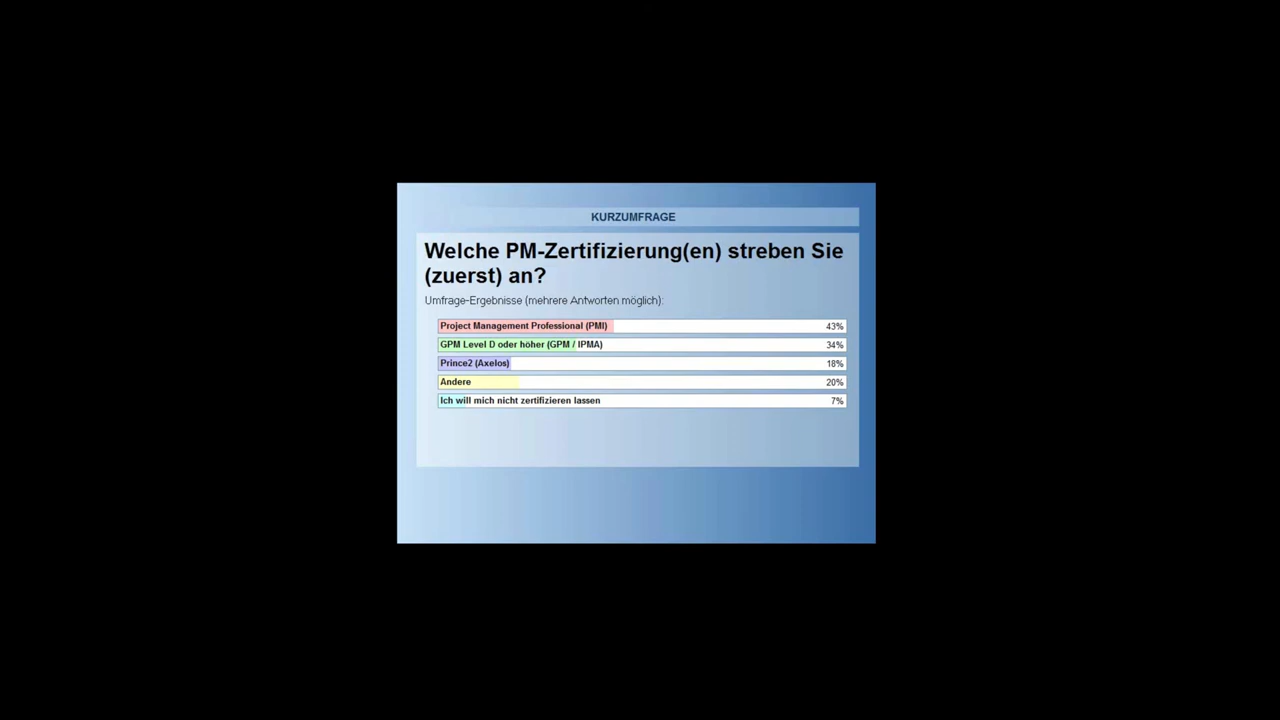 KURZUMFRAGE
Welche PM-Zertifizierung(en) streben Sie
(zuerst) an?
Umfrage-Ergebnisse (mehrere Antworten möglich):
Project Management Professional (PMI) 43%
GPM Level D oder höher (GPM / IPMA) 34%
Prince2 (Axelos) 18%
Andere 20%
Ich will mich nicht zertifizieren lassen 7%